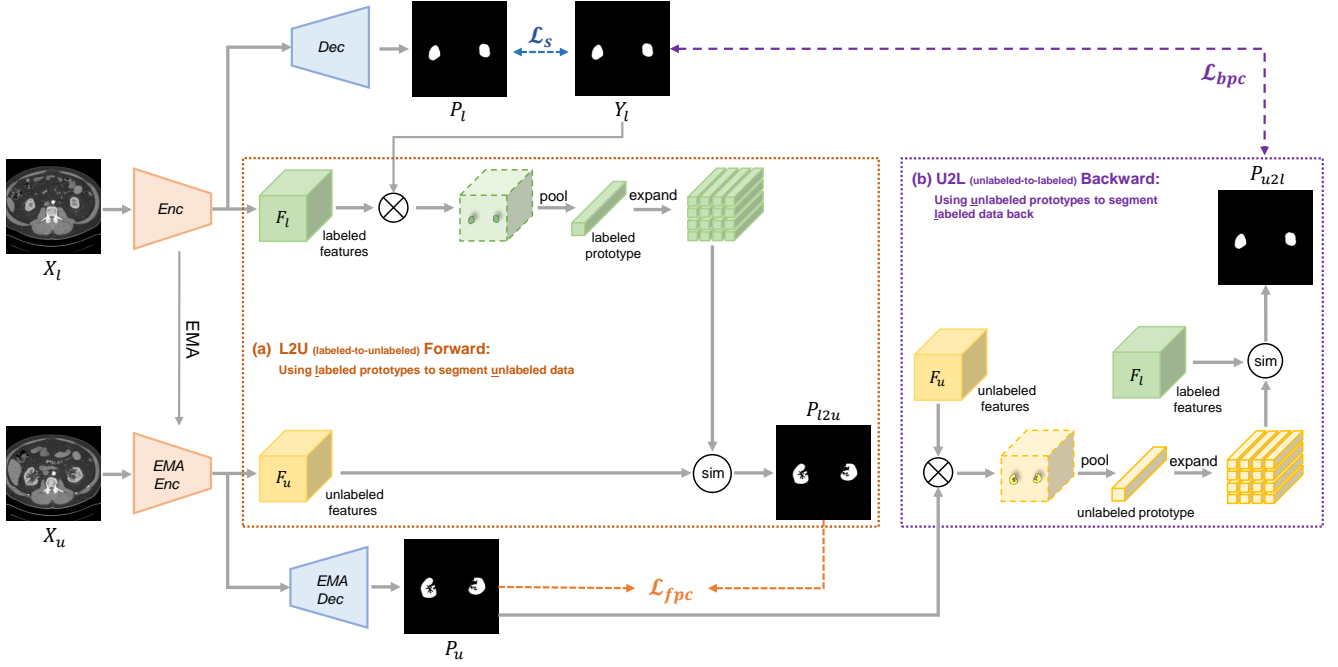 Dec
ℒ_s
P_l
Y_l
ℒ_bpc
X_l
Enc
F_l
labeled
features
pool
labeled
prototype
expand
EMA
(a) L2U (labeled-to-unlabeled) Forward:
Using labeled prototypes to segment unlabeled data
X_u
EMA
Enc
F_u
unlabeled
features
sim
P_l2u
EMA
Dec
P_u
ℒ_fpc
(b) U2L (unlabeled-to-labeled) Backward:
Using unlabeled prototypes to segment
labeled data back
P_u2l
F_u
unlabeled
features
F_l
labeled
features
sim
pool
expand
unlabeled prototype